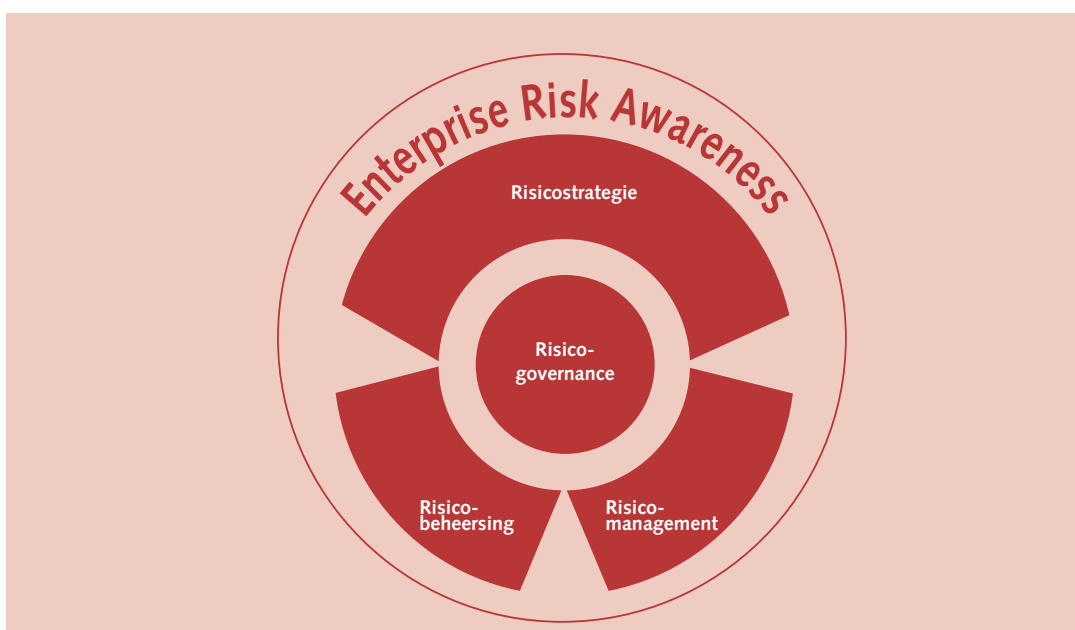 Enterprise Risk Awareness
Risicostrategie
Risico-
governance
Risico-
beheersing
Risico-
management